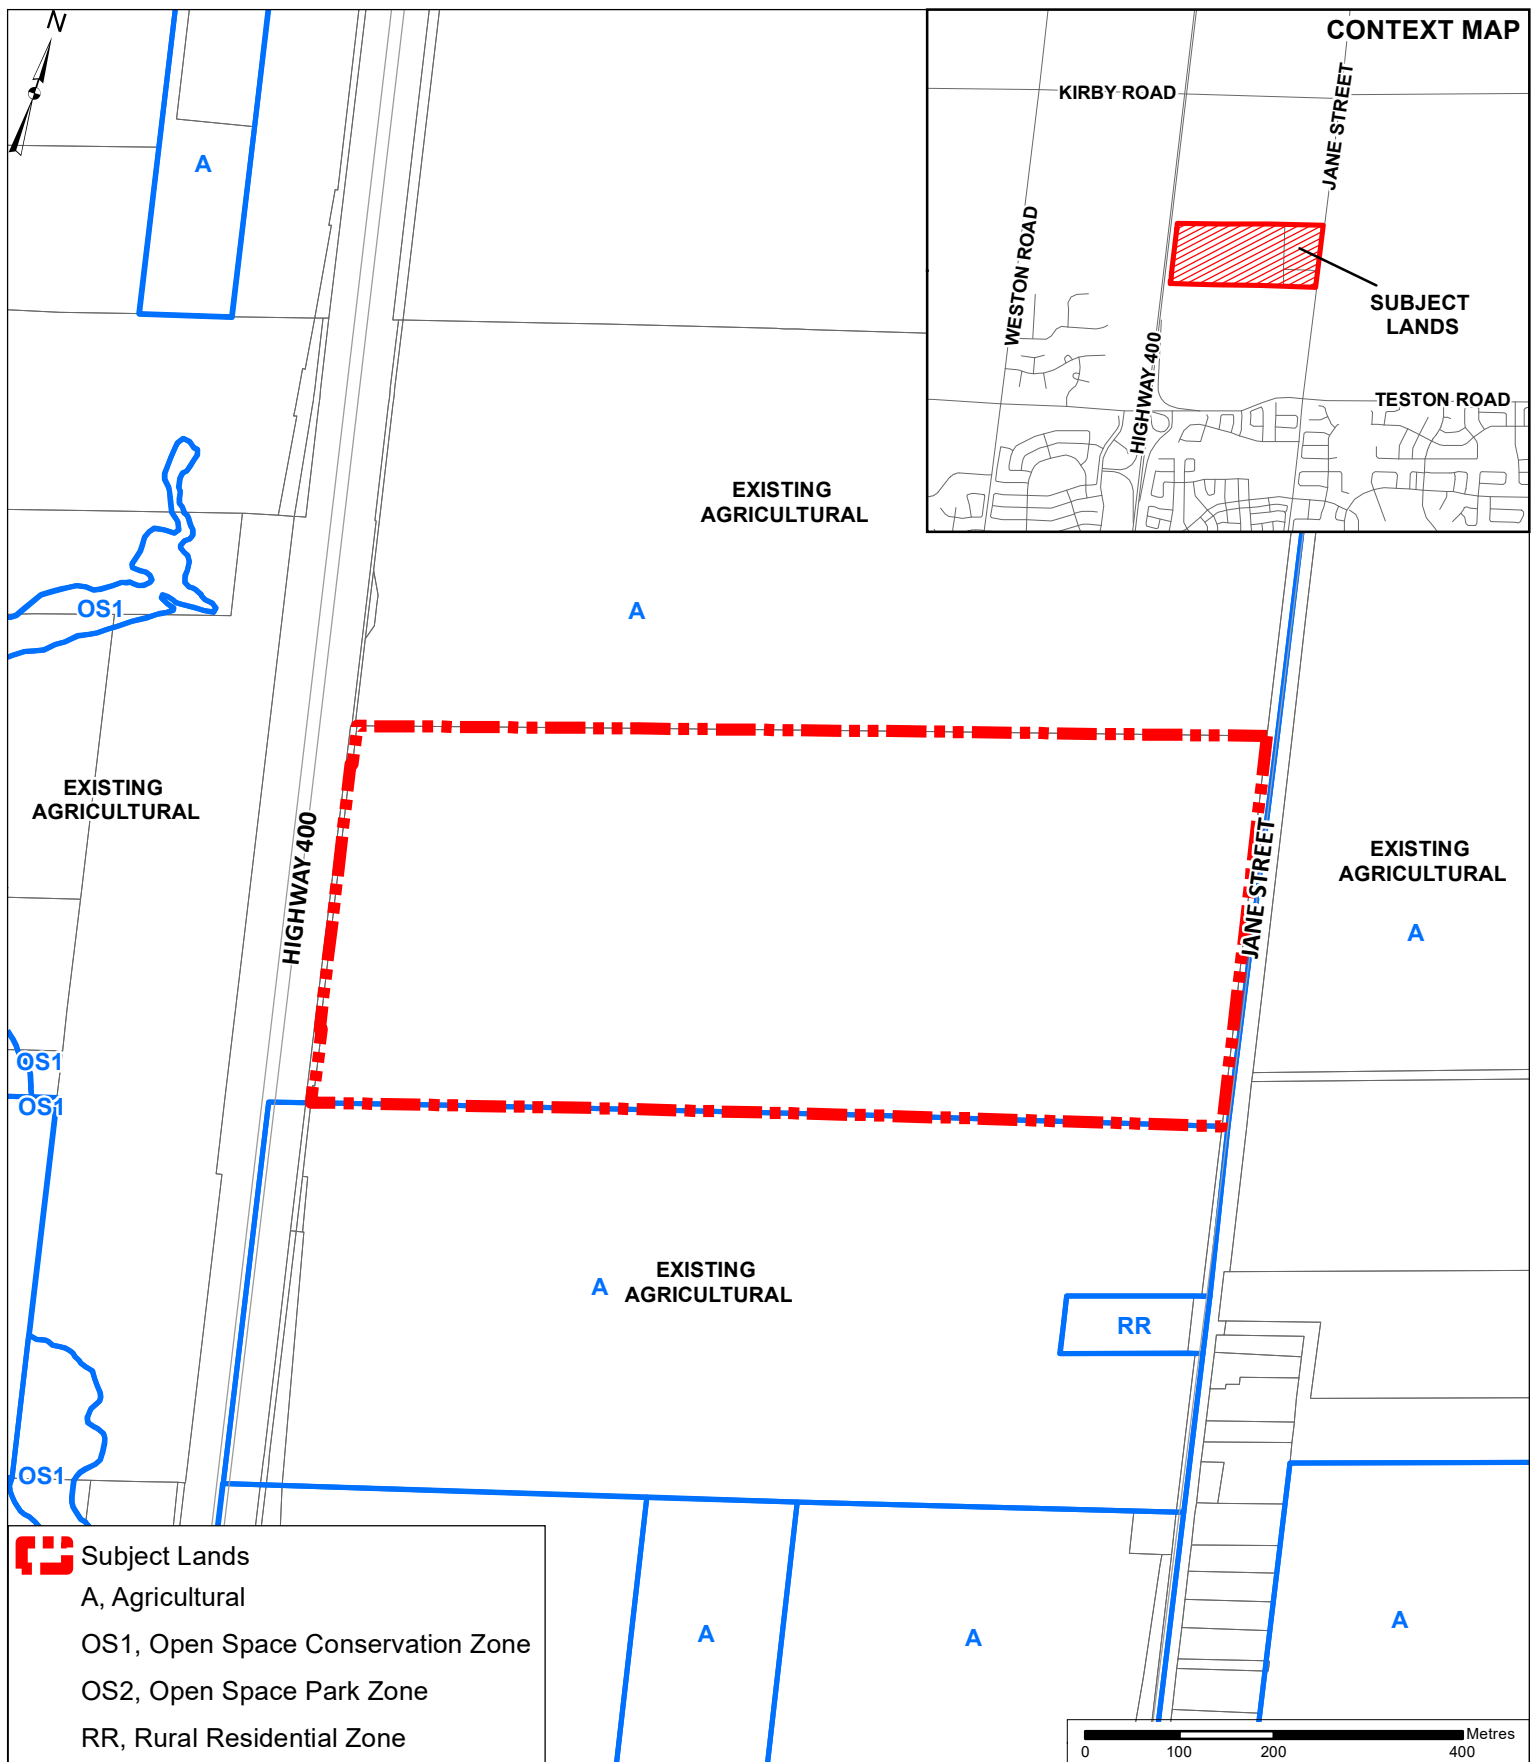 N
CONTEXT MAP
KIRBY ROAD
JANE STREET
WESTON ROAD
SUBJECT
LANDS
HIGHWAY 400
TESTON ROAD
A
EXISTING
AGRICULTURAL
A
OS1
EXISTING
AGRICULTURAL
HIGHWAY 400
JANE STREET
EXISTING
AGRICULTURAL
A
OS1
OS1
A
EXISTING
AGRICULTURAL
RR
OS1
A
A
A
Subject Lands
A, Agricultural
OS1, Open Space Conservation Zone
OS2, Open Space Park Zone
RR, Rural Residential Zone
Metres
0 100 200 400